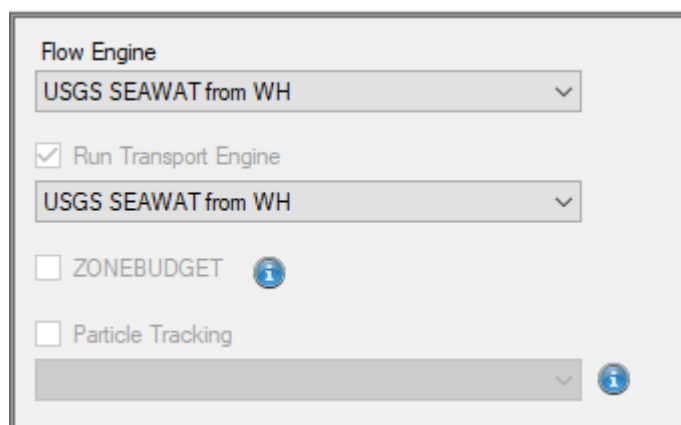 Flow Engine
USGS SEAWAT from WH
Run Transport Engine
USGS SEAWAT from WH
ZONEBUDGET
Particle Tracking